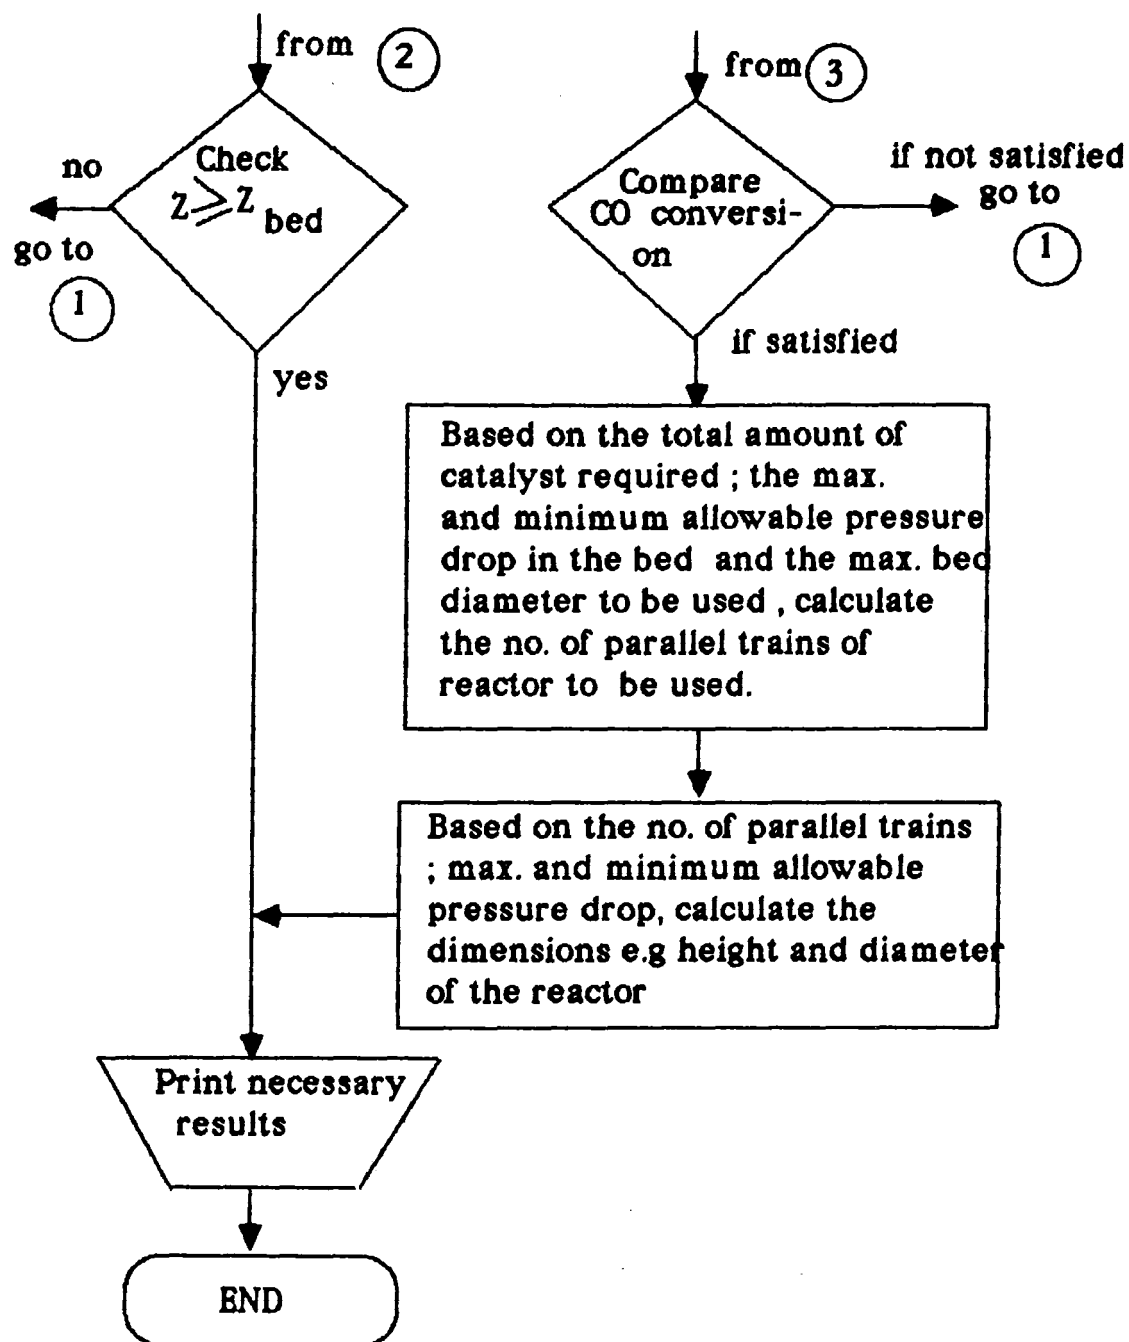 from 2
Check
Z ⩾ Z bed
no
go to
1
yes
from 3
Compare
CO conversi-
on
if not satisfied
go to
1
if satisfied
Based on the total amount of
catalyst required ; the max.
and minimum allowable pressure
drop in the bed and the max. bed
diameter to be used , calculate
the no. of parallel trains of
reactor to be used.
Based on the no. of parallel trains
; max. and minimum allowable
pressure drop, calculate the
dimensions e.g height and diameter
of the reactor
Print necessary
results
END